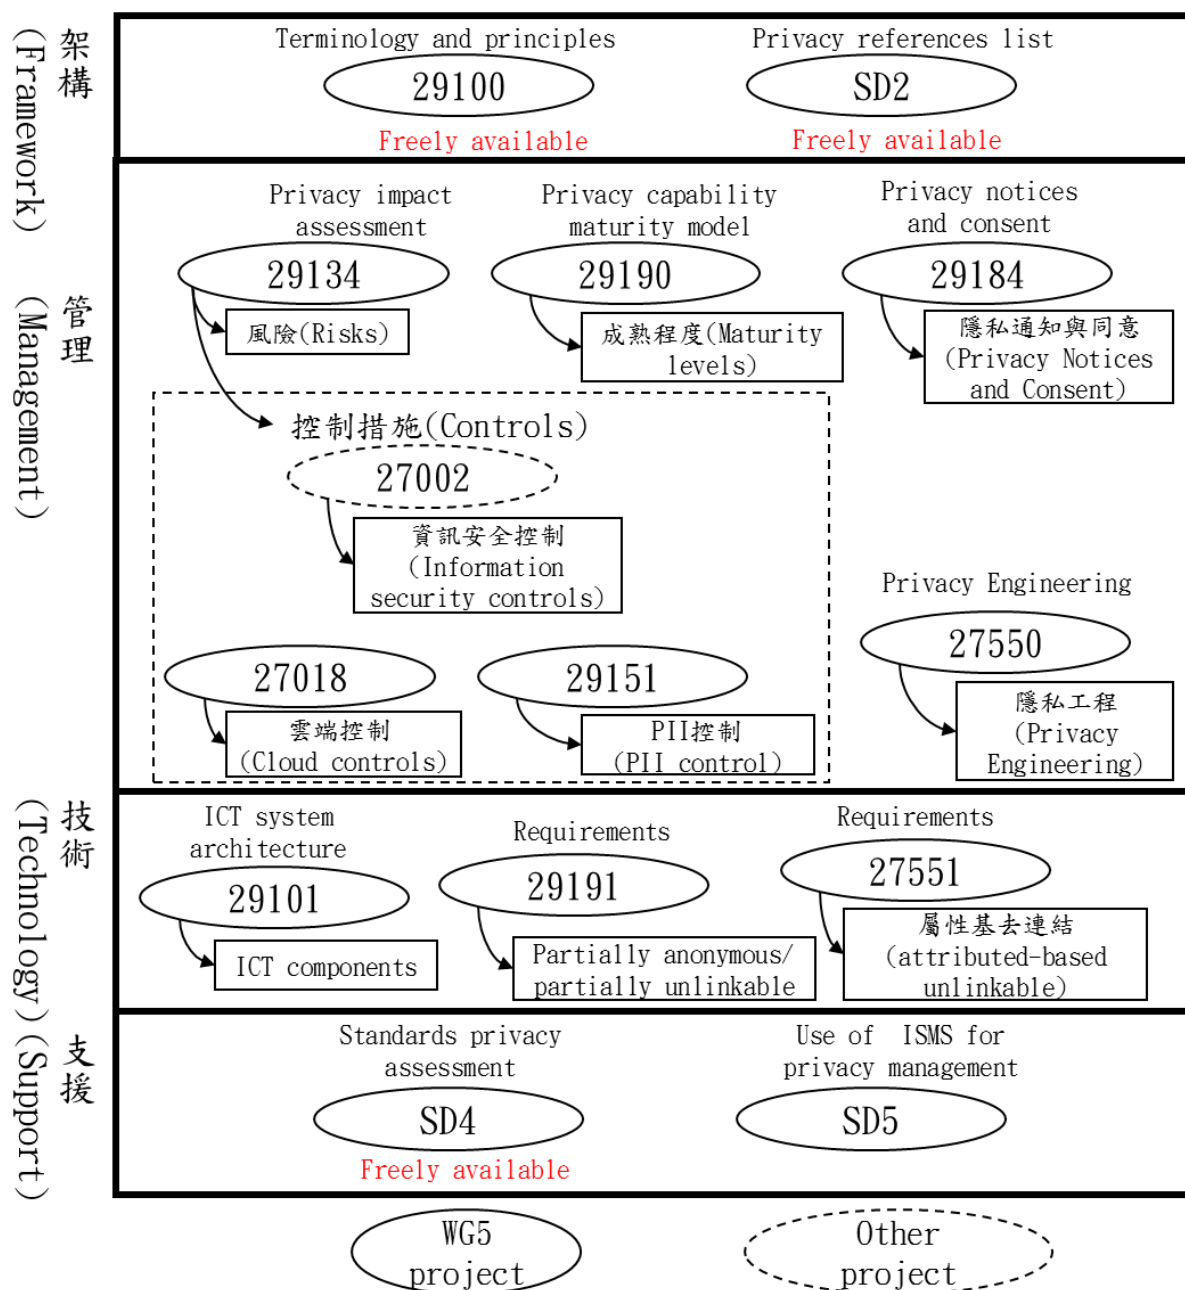 架構
(Framework)
Terminology and principles
29100
Freely available
Privacy references list
SD2
Freely available
管理
(Management)
Privacy impact
assessment
29134
風險(Risks)
Privacy capability
maturity model
29190
成熟程度(Maturity
levels)
Privacy notices
and consent
29184
隱私通知與同意
(Privacy Notices
and Consent)
控制措施(Controls)
27002
資訊安全控制
(Information
security controls)
27018
雲端控制
(Cloud controls)
29151
PII控制
(PII control)
Privacy Engineering
27550
隱私工程
(Privacy
Engineering)
技術
(Technology)
ICT system
architecture
29101
ICT components
Requirements
29191
Partially anonymous/
partially unlinkable
Requirements
27551
屬性基去連結
(attributed-based
unlinkable)
支援
(Support)
Standards privacy
assessment
SD4
Freely available
Use of ISMS for
privacy management
SD5
WG5
project
Other
project